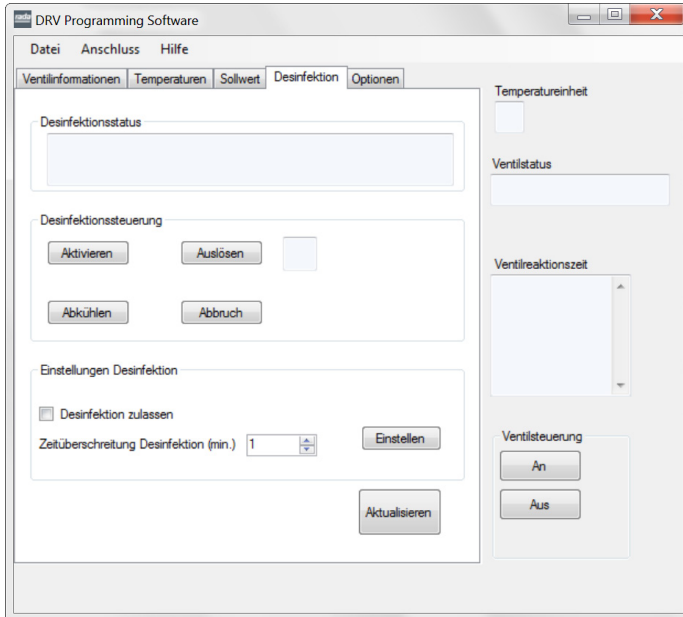 rada DRV Programming Software
Datei Anschluss Hilfe
Ventilinformationen Temperaturen Sollwert Desinfektion Optionen
Desinfektionsstatus
Desinfektionssteuerung
Aktivieren Auslösen
Abkühlen Abbruch
Einstellungen Desinfektion
Desinfektion zulassen
Zeitüberschreitung Desinfektion (min.) 1 Einstellen
Aktualisieren
Temperatureinheit
Ventilstatus
Ventilreaktionszeit
Ventilsteuerung
An
Aus